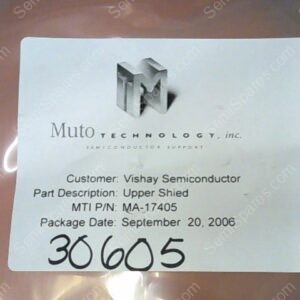 MT
Muto TECHNOLOGY, inc.
SEMICONDUCTOR SUPPORT
Customer: Vishay Semiconductor
Part Description: Upper Shied
MTI P/N: MA-17405
Package Date: September 20, 2006
30605